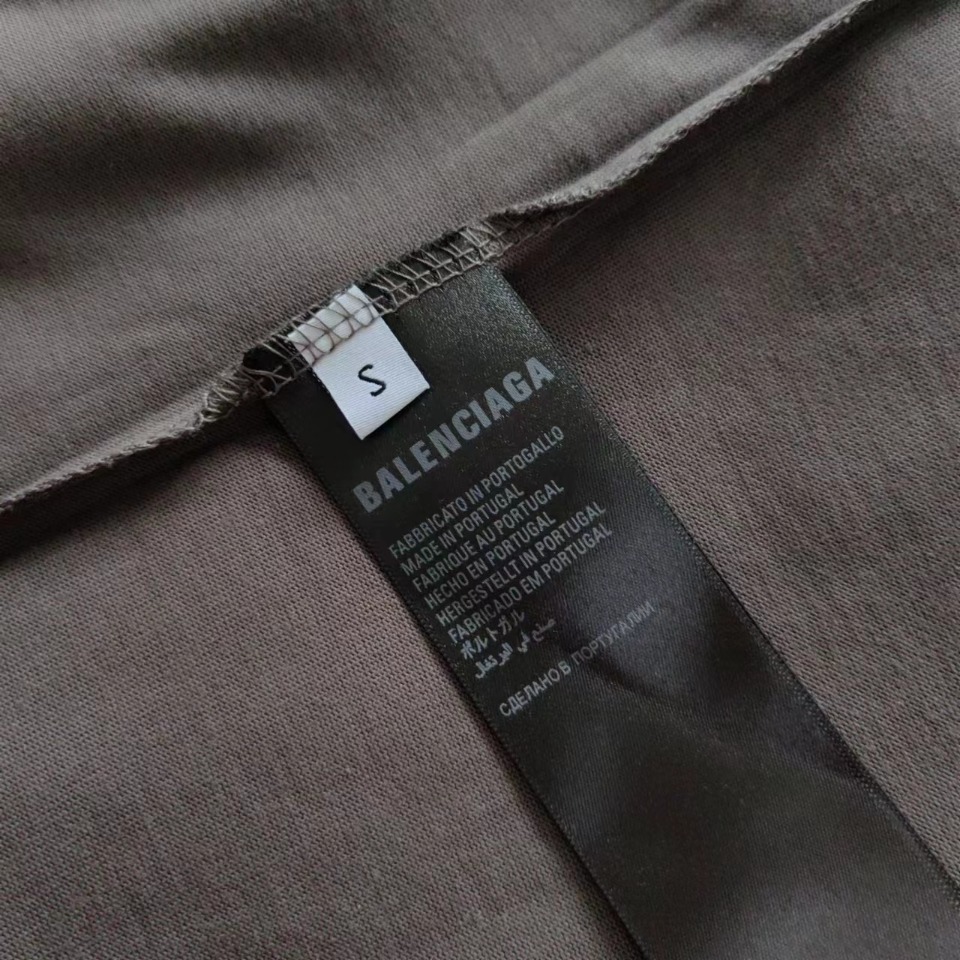 S
BALENCIAGA
FABBRICATO IN PORTOGALLO
MADE IN PORTUGAL
FABRIQUE AU PORTUGAL
HECHO EN PORTUGAL
HERGESTELLT IN PORTUGAL
FABRICADO EM PORTUGAL
ポルトガル
صنع في البرتغال
СДЕЛАНО В ПОРТУГАЛИИ